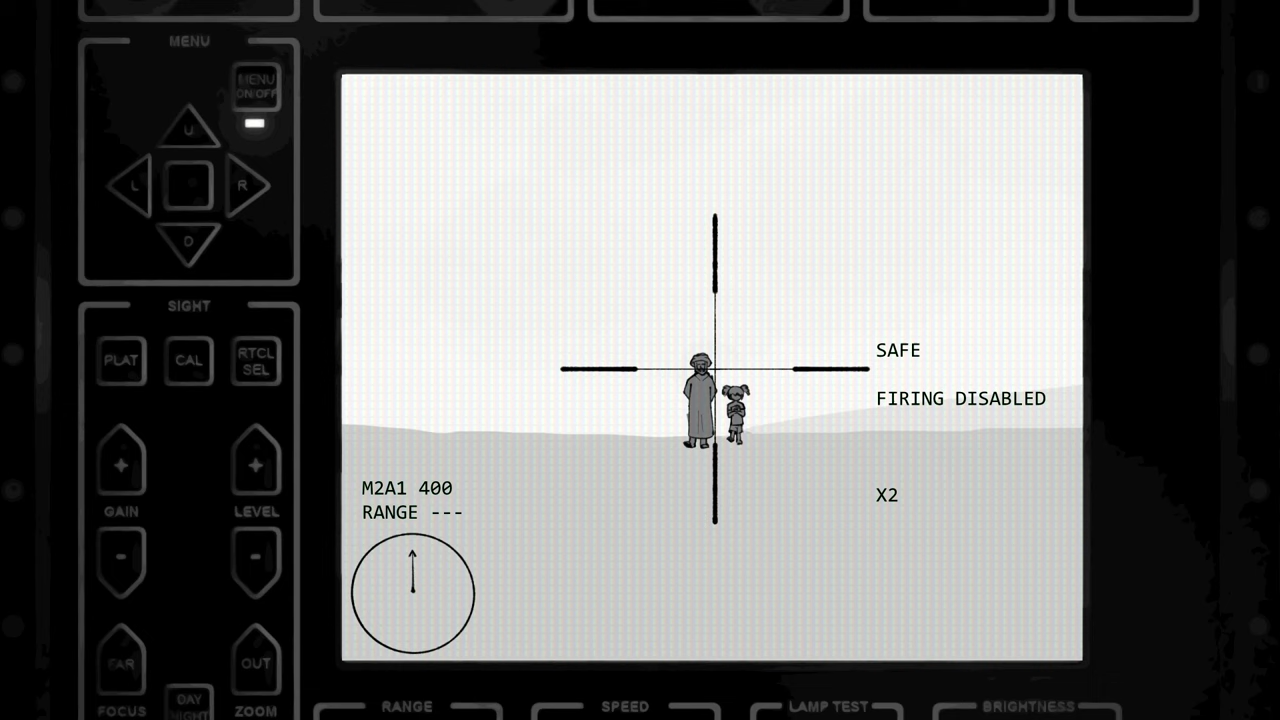 MENU
MENU
ON/OFF
U
L
R
D
SIGHT
PLAT
CAL
RTCL
SEL
SAFE
FIRING DISABLED
+
+
GAIN
LEVEL
M2A1 400
RANGE ---
X2
-
-
FAR
OUT
DAY
NIGHT
FOCUS
ZOOM
RANGE
SPEED
LAMP TEST
BRIGHTNESS